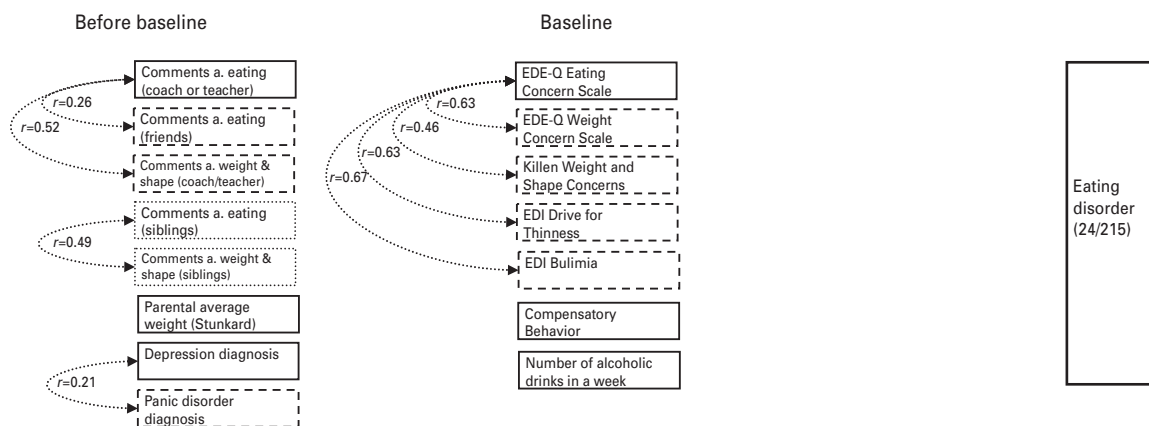 Before baseline
Comments a. eating
(coach or teacher)
r=0.26
Comments a. eating
(friends)
r=0.52
Comments a. weight &
shape (coach/teacher)
Comments a. eating
(siblings)
r=0.49
Comments a. weight &
shape (siblings)
Parental average
weight (Stunkard)
Depression diagnosis
r=0.21
Panic disorder
diagnosis
Baseline
EDE-Q Eating
Concern Scale
r=0.63
EDE-Q Weight
Concern Scale
r=0.46
Killen Weight and
Shape Concerns
r=0.63
r=0.67
EDI Drive for
Thinness
EDI Bulimia
Compensatory
Behavior
Number of alcoholic
drinks in a week
Eating
disorder
(24/215)